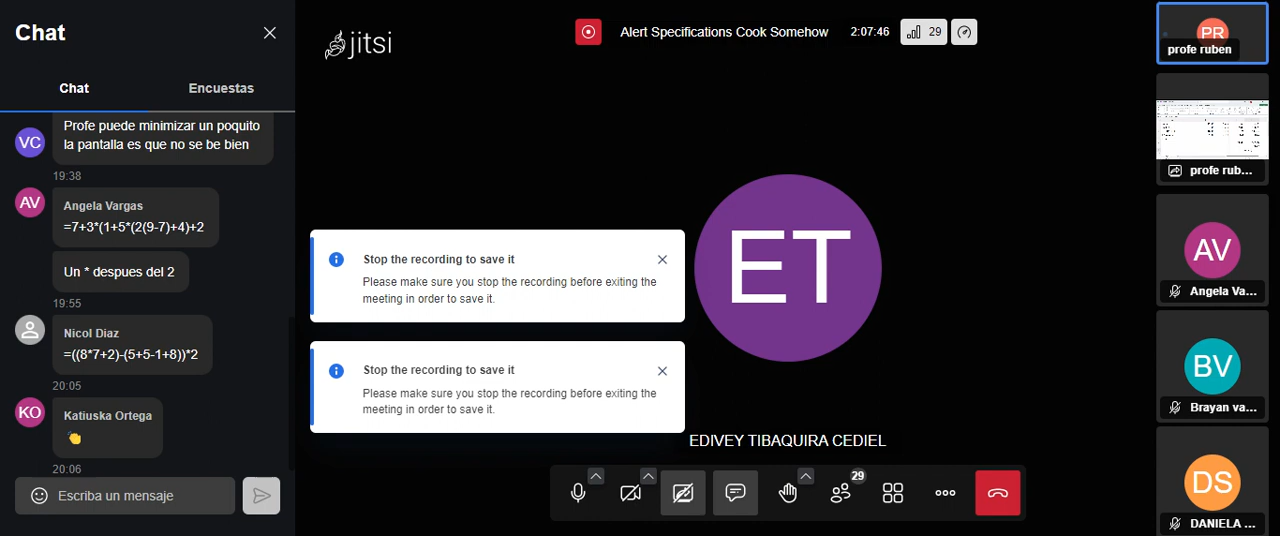 Chat
Chat
Encuestas
VC
Profe puede minimizar un poquito
la pantalla es que no se be bien
19:38
AV
Angela Vargas
=7+3*(1+5*(2(9-7)+4)+2
Un * despues del 2
19:55
Nicol Diaz
=((8*7+2)-(5+5-1+8))*2
20:05
KO
Katiuska Ortega
20:06
Escriba un mensaje
jitsi
Alert Specifications Cook Somehow
2:07:46
29
Stop the recording to save it
Please make sure you stop the recording before exiting the
meeting in order to save it.
Stop the recording to save it
Please make sure you stop the recording before exiting the
meeting in order to save it.
ET
EDIVEY TIBAQUIRA CEDIEL
29
PR
profe ruben
profe rub...
AV
Angela Va...
BV
Brayan va...
DS
DANIELA ...